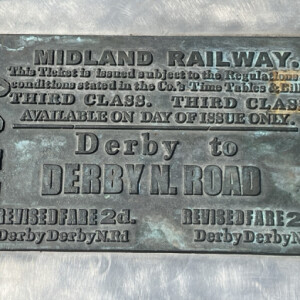 MIDLAND RAILWAY.
This Ticket is issued subject to the Regulations
conditions stated in the Co.'s Time Tables & Bill
THIRD CLASS. THIRD CLAS
AVAILABLE ON DAY OF ISSUE ONLY.
Derby to
DERBY N. ROAD
REVISED FARE 2d. REVISED FARE 2
Derby Derby N. Rd Derby Derby N